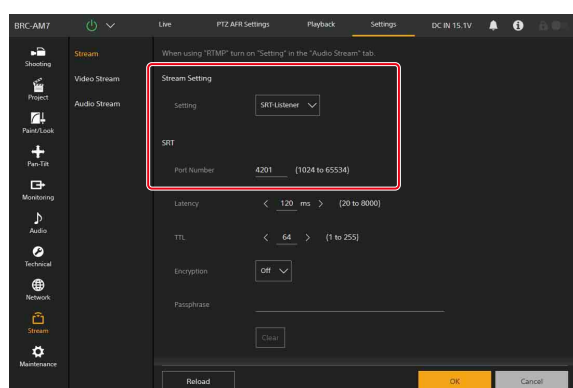 BRC-AM7 Live PTZ AFR Settings Playback Settings DC IN 15.1V
Shooting
Project
Paint/Look
Pan-Tilt
Monitoring
Audio
Technical
Network
Stream
Maintenance
Stream
Video Stream
Audio Stream
When using "RTMP" turn on "Setting" in the "Audio Stream" tab.
Stream Setting
Setting SRT-Listener
SRT
Port Number 4201 (1024 to 65534)
Latency < 120 ms > (20 to 8000)
TTL < 64 > (1 to 255)
Encryption Off
Passphrase
Clear
Reload OK Cancel